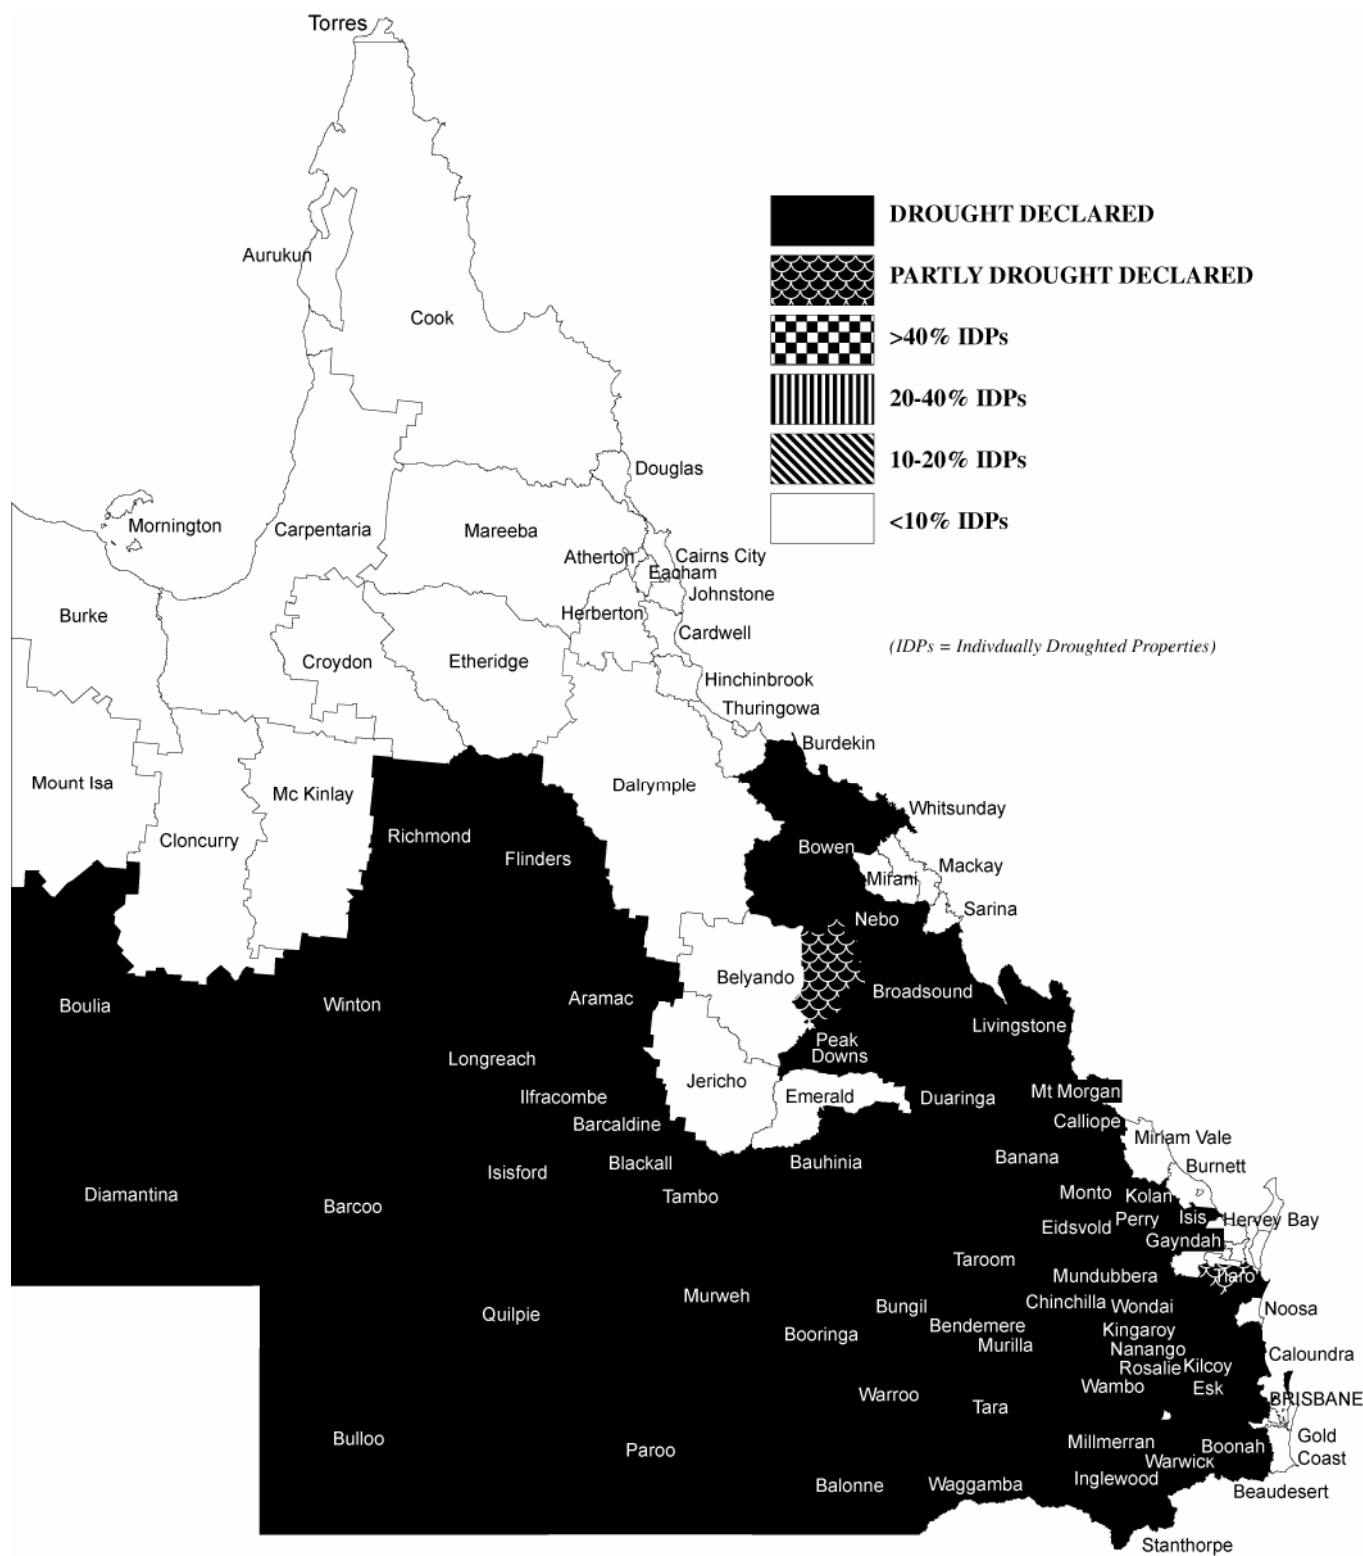 Torres
DROUGHT DECLARED
Aurukun
PARTLY DROUGHT DECLARED
Cook
>40% IDPs
20-40% IDPs
10-20% IDPs
Douglas
<10% IDPs
Mornington
Carpentaria
Mareeba
Atherton
Cairns City
Eacham
Johnstone
Burke
Herberton
Cardwell
(IDPs = Indivdually Droughted Properties)
Croydon
Etheridge
Hinchinbrook
Thuringowa
Burdekin
Mount Isa
Mc Kinlay
Dalrymple
Whitsunday
Cloncurry
Richmond
Flinders
Bowen
Mackay
Mirani
Sarina
Nebo
Belyando
Broadsound
Boulia
Winton
Aramac
Livingstone
Peak
Downs
Longreach
Jericho
Emerald
Ilfracombe
Duaringa
Mt Morgan
Barcaldine
Calliope
Miriam Vale
Isisford
Blackall
Bauhinia
Banana
Burnett
Diamantina
Barcoo
Tambo
Monto
Kolan
Eidsvold
Perry
Isis
Hervey Bay
Gayndah
Taroom
Mundubbera
Tiaro
Quilpie
Murweh
Bungil
Chinchilla
Wondai
Noosa
Booringa
Bendemere
Kingaroy
Murilla
Nanango
Caloundra
Rosalie
Kilcoy
Warroo
Wambo
Esk
BRISBANE
Tara
Bulloo
Paroo
Millmerran
Boonah
Gold
Coast
Warwick
Balonne
Waggamba
Inglewood
Beaudesert
Stanthorpe